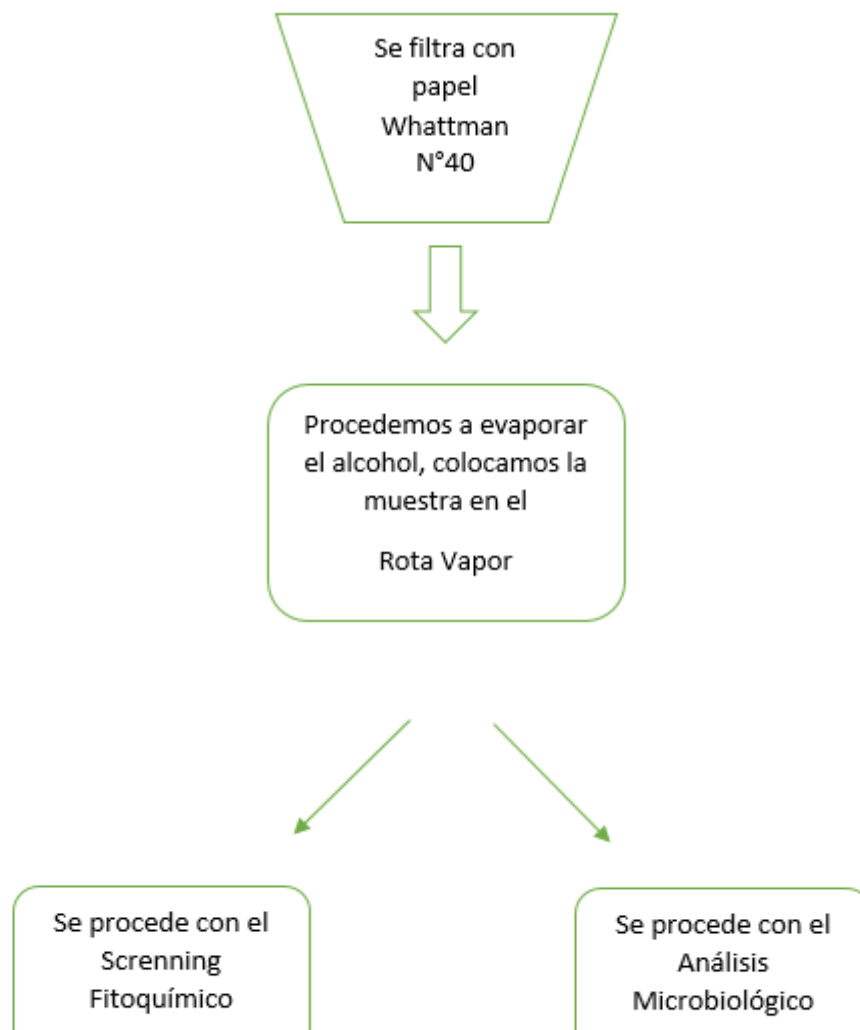 Se filtra con
papel
Whattman
N°40
Procedemos a evaporar
el alcohol, colocamos la
muestra en el
Rota Vapor
Se procede con el
Screnning
Fitoquímico
Se procede con el
Análisis
Microbiológico